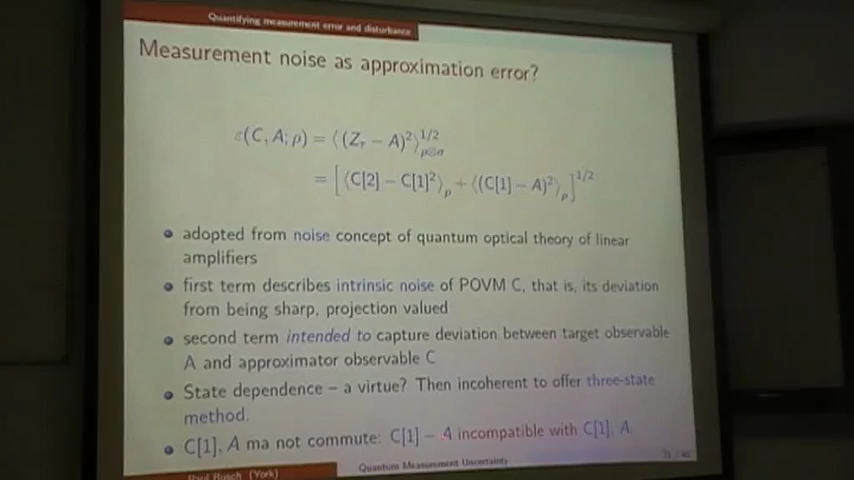 Quantifying measurement error and disturbance
Measurement noise as approximation error?
ε(C, A; ρ) = ⟨(Zτ − A)²⟩^{1/2}_{ρ⊗σ}
= [⟨C[2] − C[1]²⟩_ρ + ⟨(C[1] − A)²⟩_ρ]^{1/2}
adopted from noise concept of quantum optical theory of linear
amplifiers
first term describes intrinsic noise of POVM C, that is, its deviation
from being sharp, projection valued
second term intended to capture deviation between target observable
A and approximator observable C
State dependence – a virtue? Then incoherent to offer three-state
method.
C[1], A ma not commute: C[1] − A incompatible with C[1], A.
Paul Busch (York)
Quantum Measurement Uncertainty